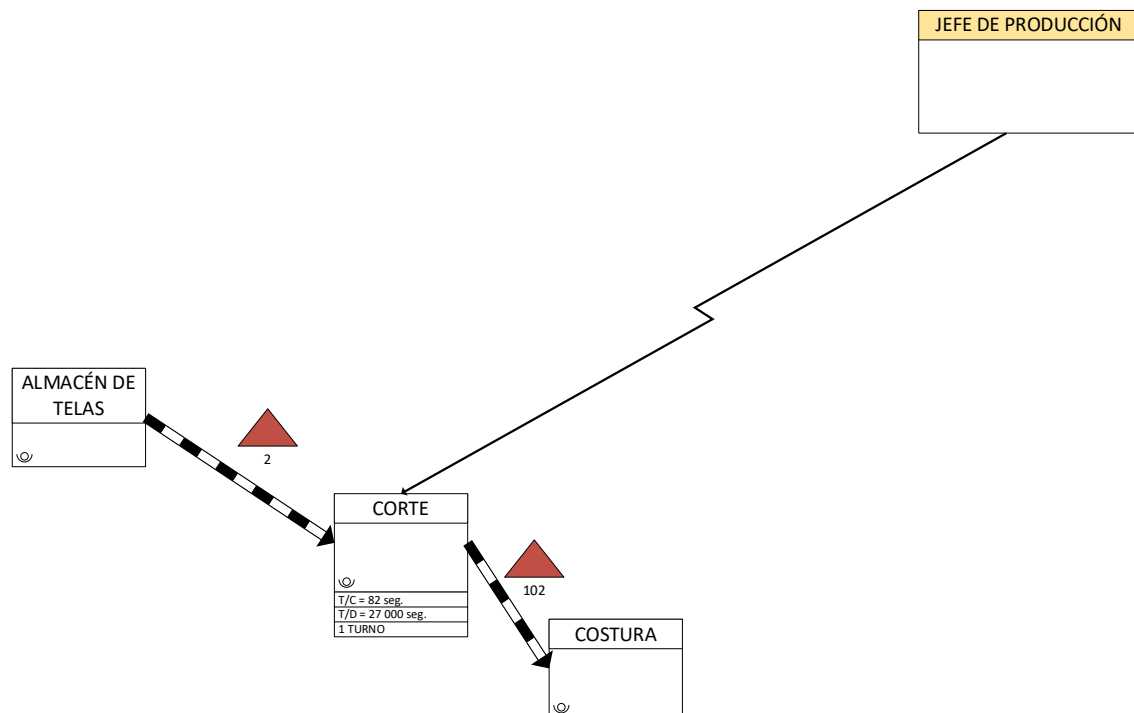 JEFE DE PRODUCCIÓN
ALMACÉN DE
TELAS
2
CORTE
T/C = 82 seg.
T/D = 27 000 seg.
1 TURNO
102
COSTURA